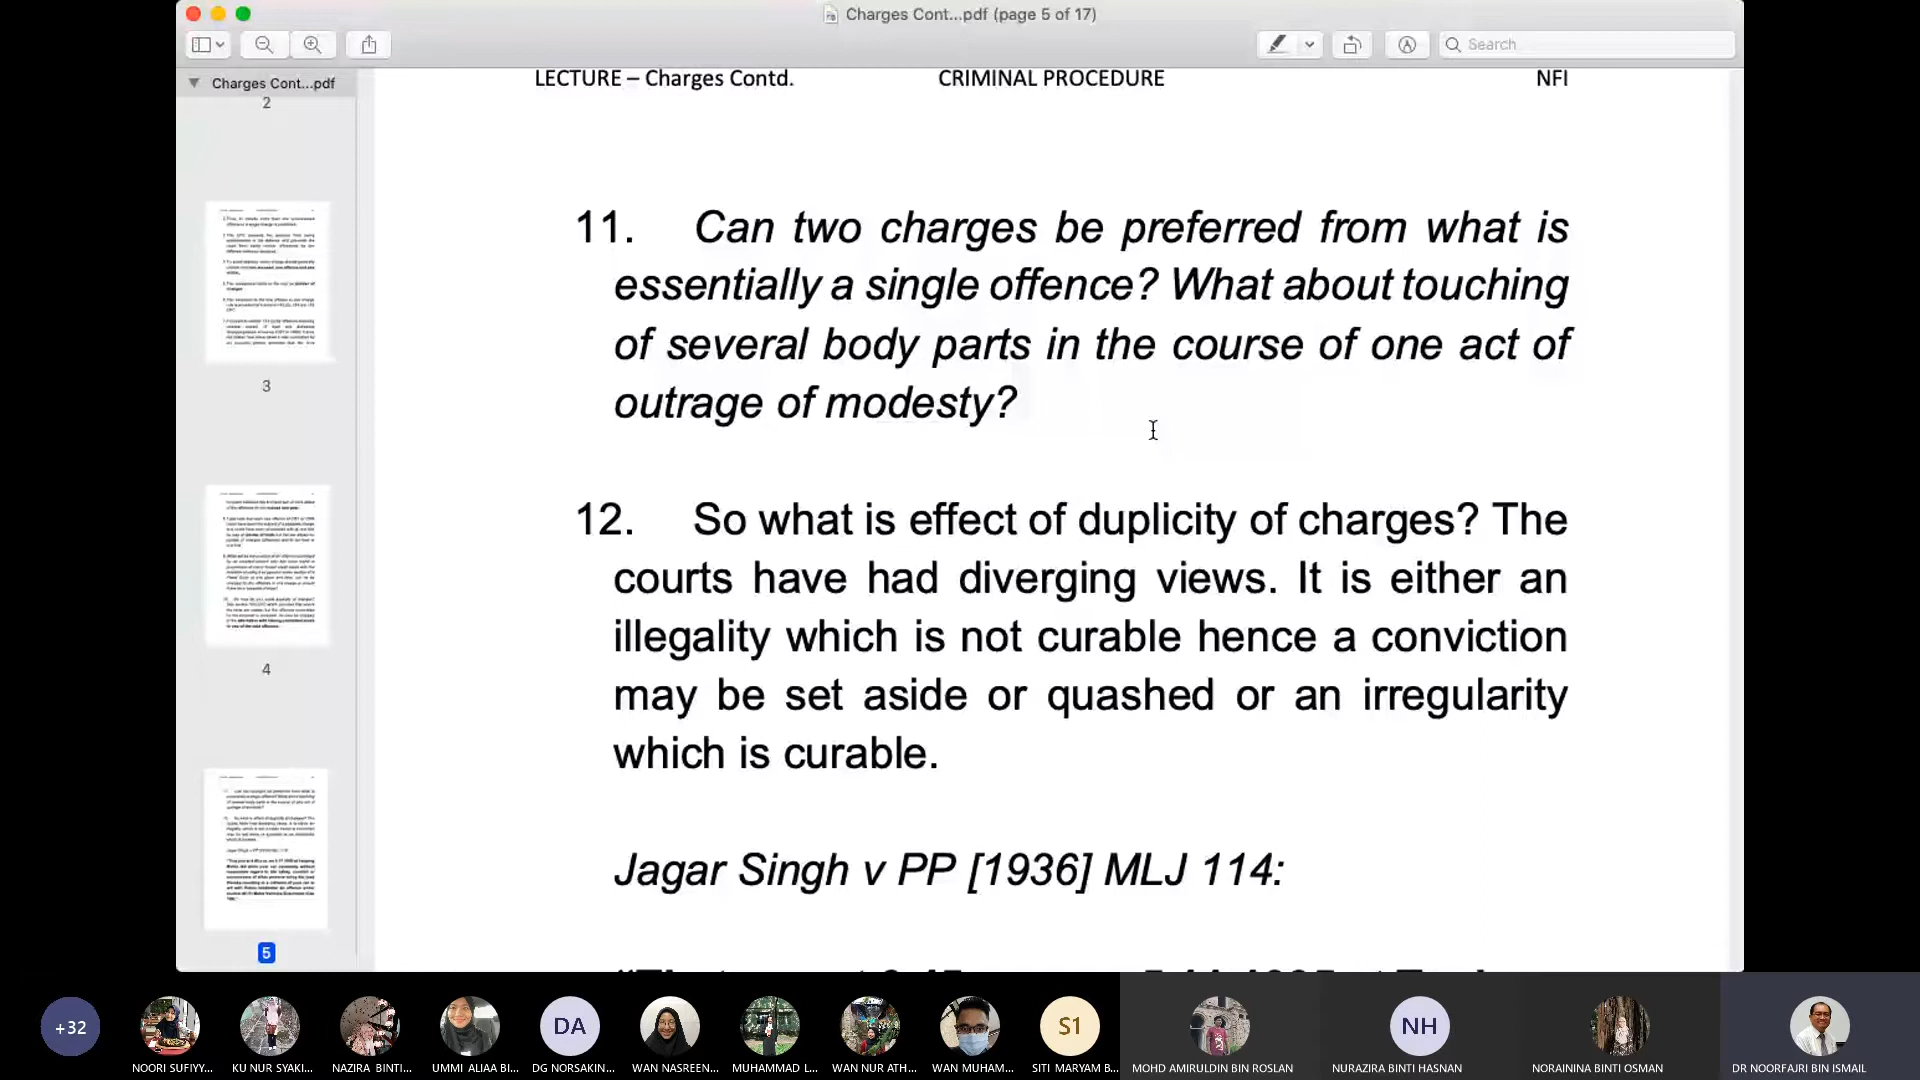 Charges Cont...pdf (page 5 of 17)
Search
Charges Cont...pdf
2
3
4
5
LECTURE – Charges Contd. CRIMINAL PROCEDURE NFI
11. Can two charges be preferred from what is
essentially a single offence? What about touching
of several body parts in the course of one act of
outrage of modesty?
12. So what is effect of duplicity of charges? The
courts have had diverging views. It is either an
illegality which is not curable hence a conviction
may be set aside or quashed or an irregularity
which is curable.
Jagar Singh v PP [1936] MLJ 114:
+32
DA
S1
NH
NOORI SUFIYY...
KU NUR SYAKI...
NAZIRA BINTI...
UMMI ALIAA BI...
DG NORSAKIN...
WAN NASREEN...
MUHAMMAD L...
WAN NUR ATH...
WAN MUHAM...
SITI MARYAM B...
MOHD AMIRULDIN BIN ROSLAN
NURAZIRA BINTI HASNAN
NORAININA BINTI OSMAN
DR NOORFAJRI BIN ISMAIL